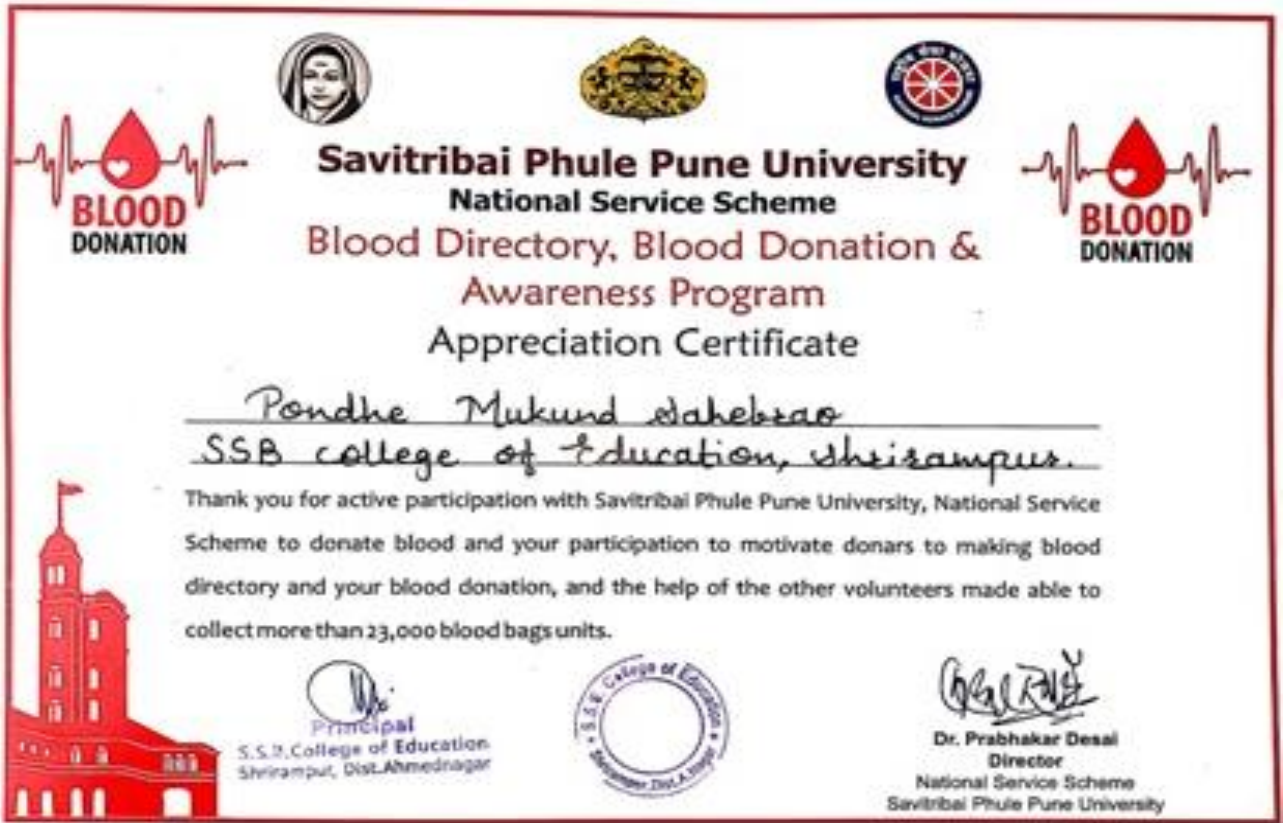 BLOOD
DONATION
Savitribai Phule Pune University
National Service Scheme
Blood Directory, Blood Donation &
Awareness Program
Appreciation Certificate
BLOOD
DONATION
Pondhe Mukund Sahebrao
SSB college of Education, Shrirampur.
Thank you for active participation with Savitribai Phule Pune University, National Service
Scheme to donate blood and your participation to motivate donars to making blood
directory and your blood donation, and the help of the other volunteers made able to
collect more than 23,000 blood bags units.
Principal
College of Education
Shrirampur, Dist.Ahmednagar
College of Education
Dr. Prabhakar Desai
Director
National Service Scheme
Savitribai Phule Pune University